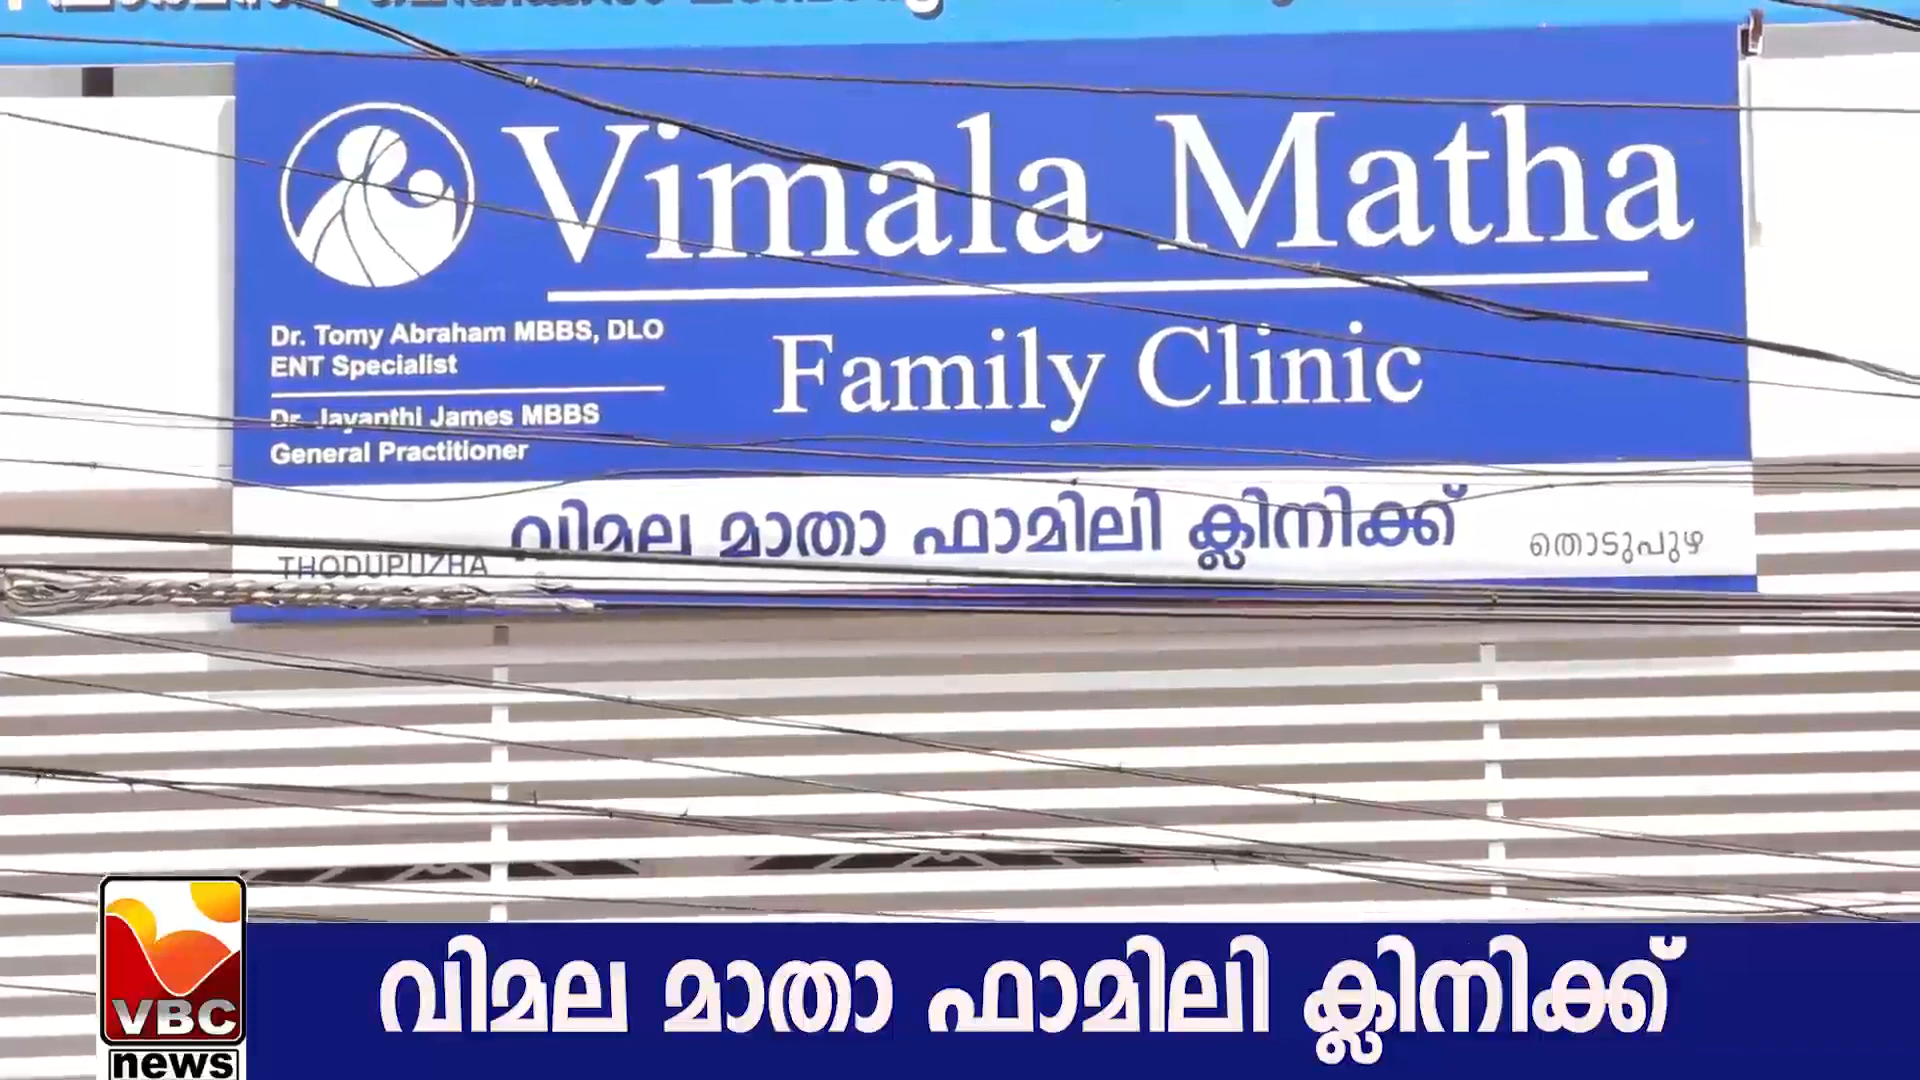 Vimala Matha
Family Clinic
Dr. Tomy Abraham MBBS, DLO
ENT Specialist
Dr. Jayanthi James MBBS
General Practitioner
വിമല മാതാ ഫാമിലി ക്ലിനിക്ക്
THODUPUZHA
തൊടുപുഴ
വിമല മാതാ ഫാമിലി ക്ലിനിക്ക്
VBC
news